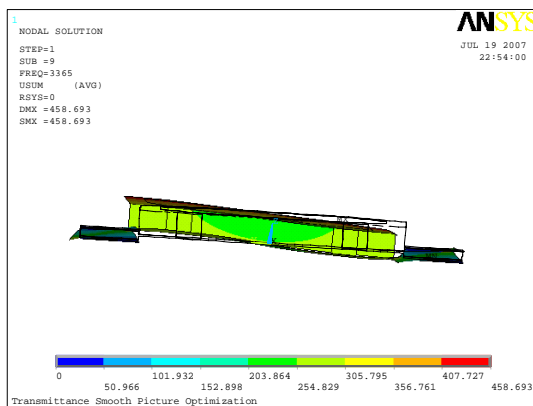 1
ANSYS
NODAL SOLUTION
JUL 19 2007
22:54:00
STEP=1
SUB =9
FREQ=3365
USUM (AVG)
RSYS=0
DMX =458.693
SMX =458.693
MX
0
101.932
203.864
305.795
407.727
50.966
152.898
254.829
356.761
458.693
Transmittance Smooth Picture Optimization